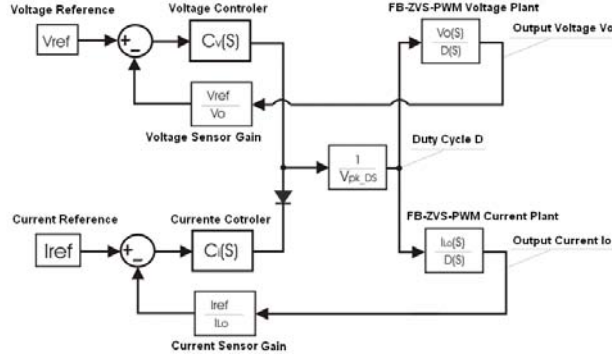 Voltage Reference
Voltage Controler
FB-ZVS-PWM Voltage Plant
Vref
+
−
Cv(S)
Vo(S)
D(S)
Output Voltage Vo
Vref
Vo
Voltage Sensor Gain
Duty Cycle D
1
Vpk_DS
Current Reference
Currente Cotroler
FB-ZVS-PWM Current Plant
Iref
+
−
Ci(S)
ILo(S)
D(S)
Output Current Io
Iref
ILo
Current Sensor Gain